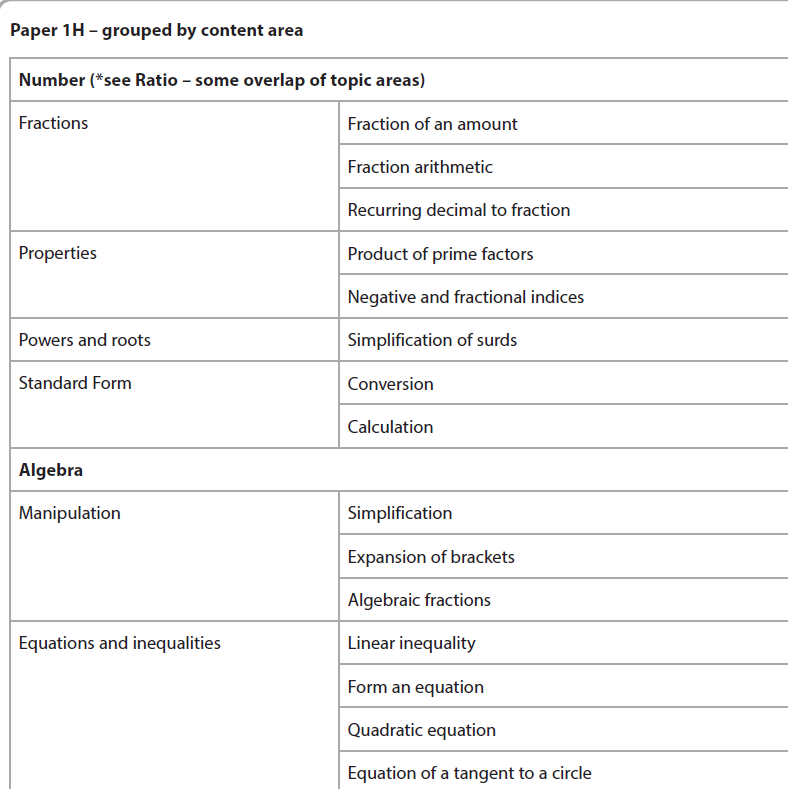 Paper 1H – grouped by content area
Number (*see Ratio – some overlap of topic areas)
Fractions
Fraction of an amount
Fraction arithmetic
Recurring decimal to fraction
Properties
Product of prime factors
Negative and fractional indices
Powers and roots
Simplification of surds
Standard Form
Conversion
Calculation
Algebra
Manipulation
Simplification
Expansion of brackets
Algebraic fractions
Equations and inequalities
Linear inequality
Form an equation
Quadratic equation
Equation of a tangent to a circle